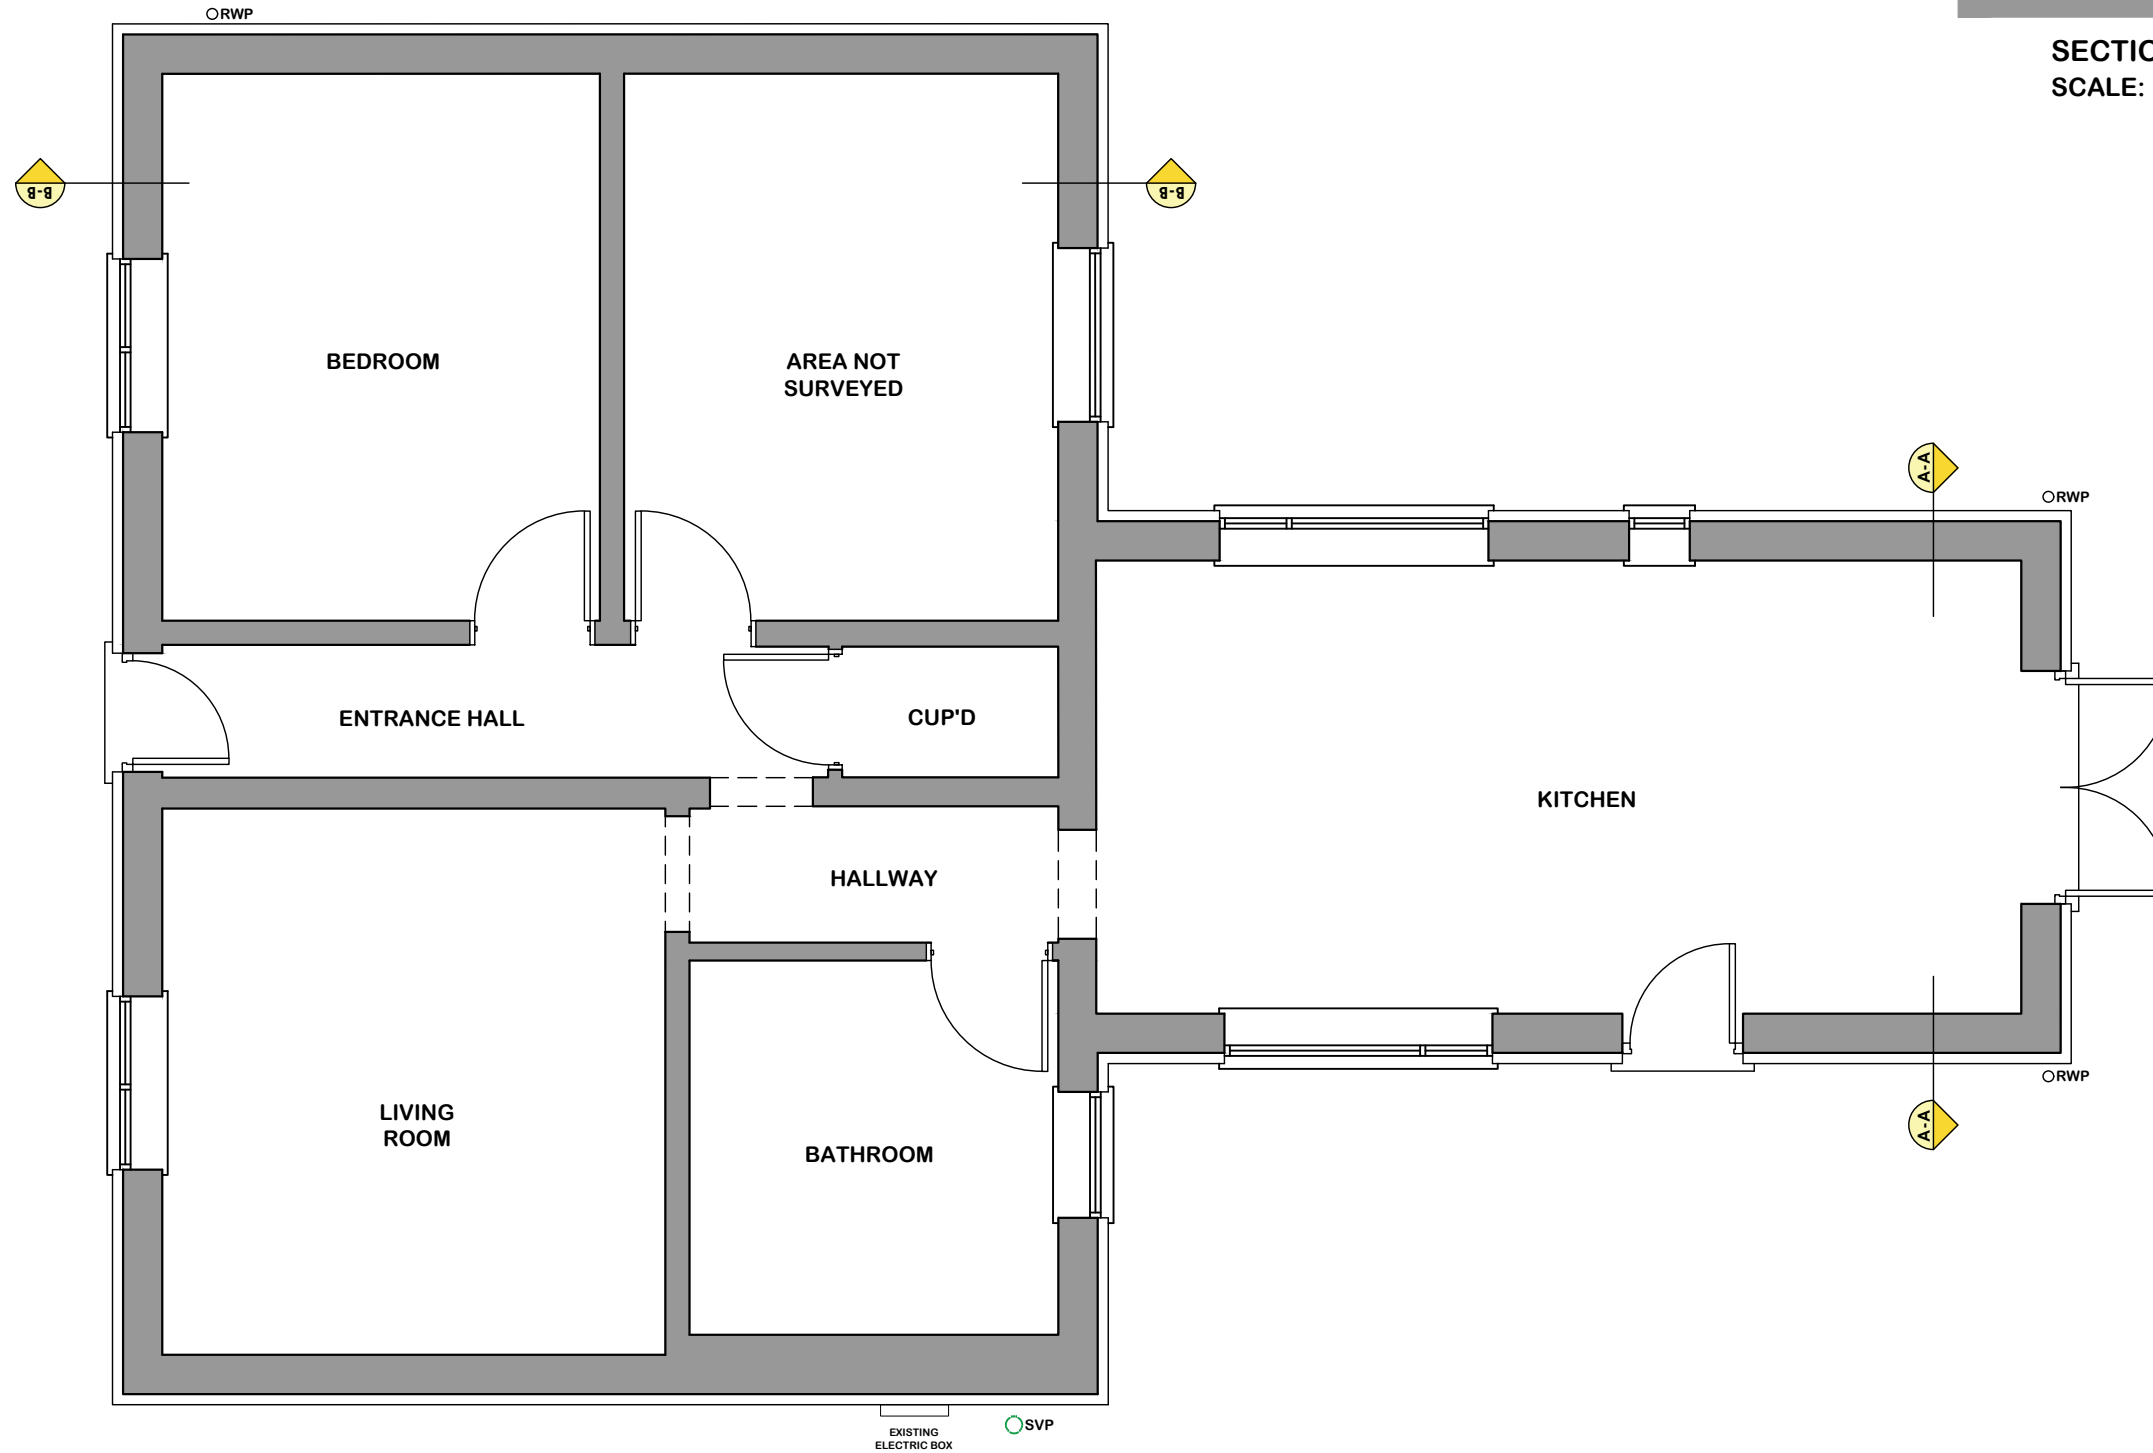 RWP
SECTIO
SCALE:
B-B
B-B
BEDROOM
AREA NOT
SURVEYED
A-A
RWP
ENTRANCE HALL
CUP'D
KITCHEN
HALLWAY
LIVING
ROOM
BATHROOM
RWP
A-A
SVP
EXISTING
ELECTRIC BOX